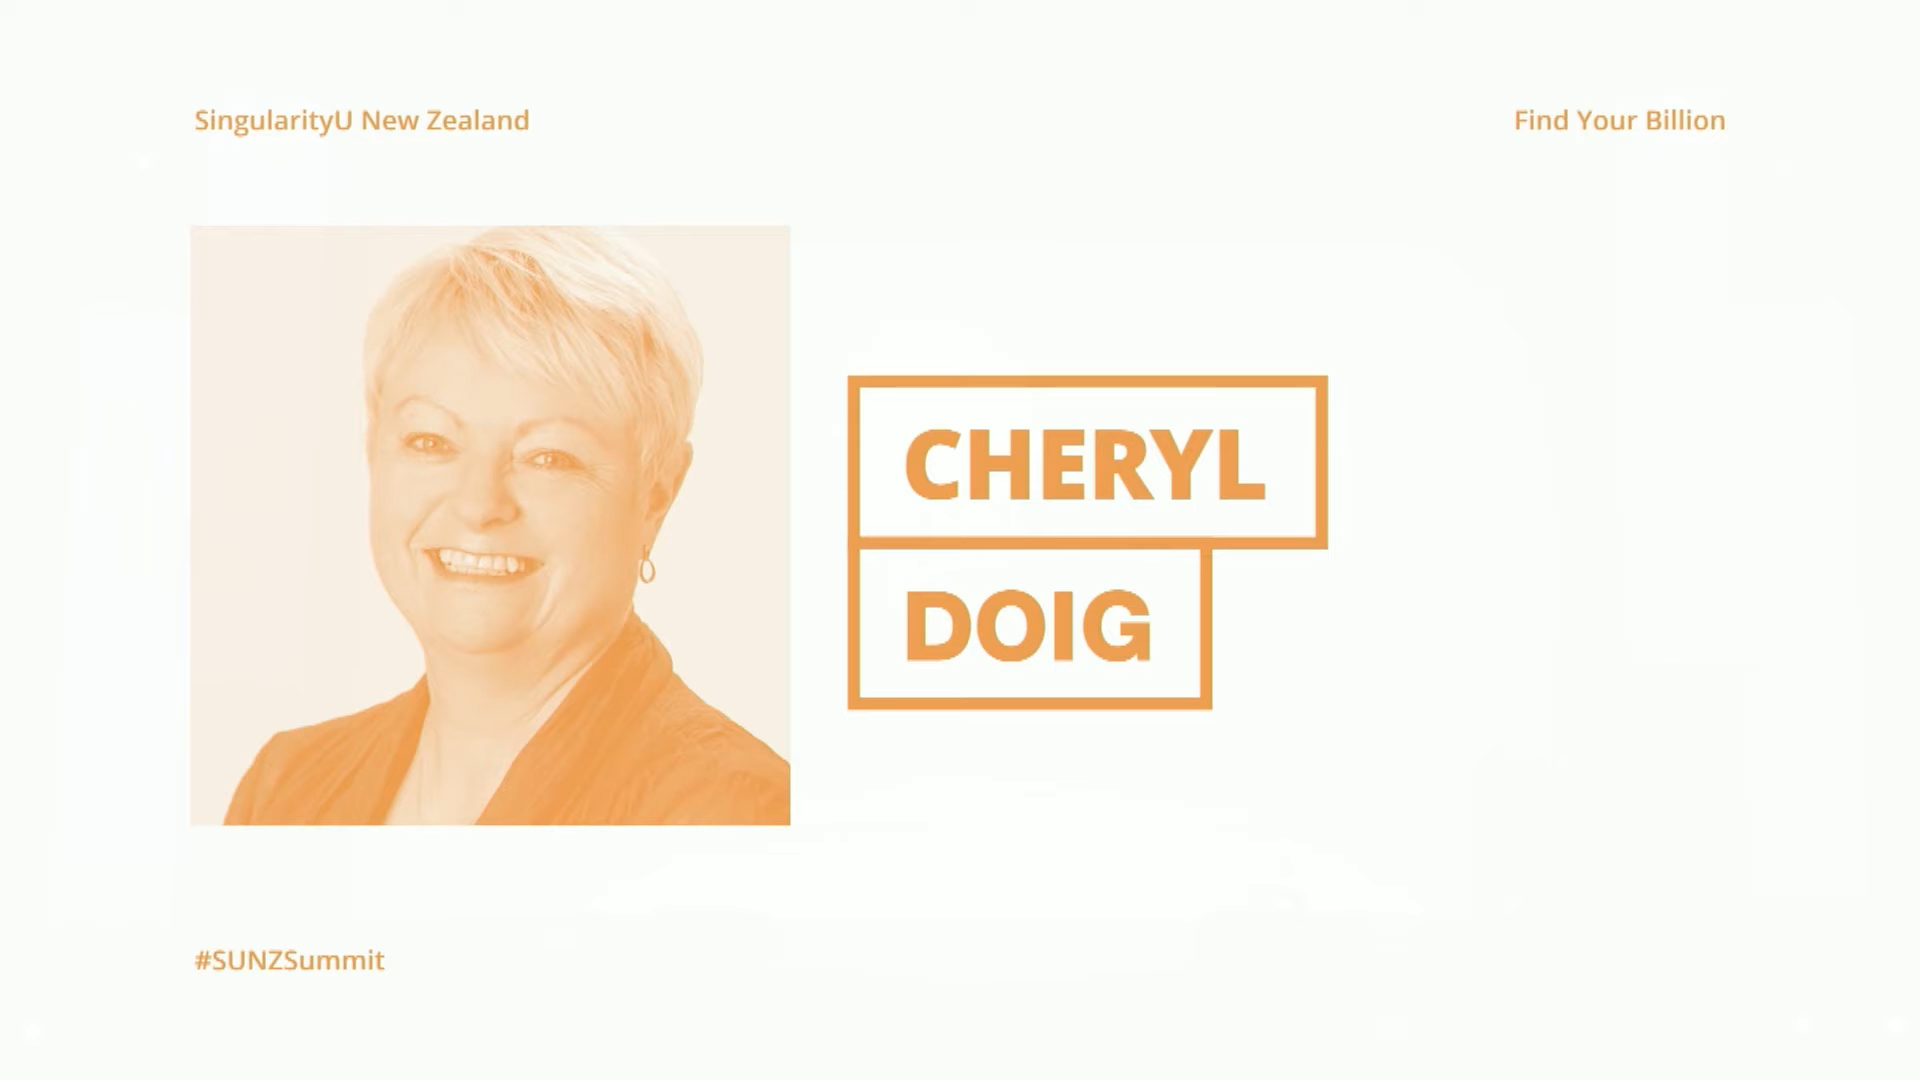 SingularityU New Zealand
Find Your Billion
CHERYL
DOIG
#SUNZSummit